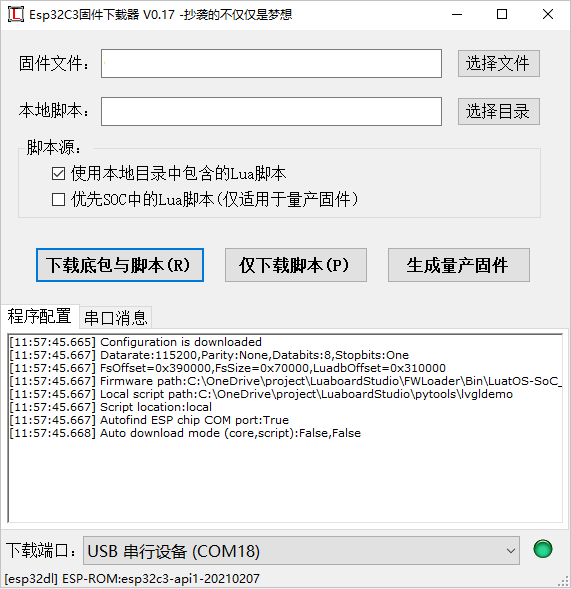 Esp32C3固件下载器 V0.17 -抄袭的不仅仅是梦想
固件文件：
选择文件
本地脚本：
选择目录
脚本源：
使用本地目录中包含的Lua脚本
优先SOC中的Lua脚本(仅适用于量产固件)
下载底包与脚本(R) 仅下载脚本(P) 生成量产固件
程序配置 串口消息
[11:57:45.665] Configuration is downloaded
[11:57:45.667] Datarate:115200,Parity:None,Databits:8,Stopbits:One
[11:57:45.667] FsOffset=0x390000,FsSize=0x70000,LuadbOffset=0x310000
[11:57:45.667] Firmware path:C:\OneDrive\project\LuaboardStudio\FWLoader\Bin\LuatOS-SoC_
[11:57:45.667] Local script path:C:\OneDrive\project\LuaboardStudio\pytools\lvgldemo
[11:57:45.667] Script location:local
[11:57:45.667] Autofind ESP chip COM port:True
[11:57:45.668] Auto download mode (core,script):False,False
下载端口：
USB 串行设备 (COM18)
[esp32dl] ESP-ROM:esp32c3-api1-20210207